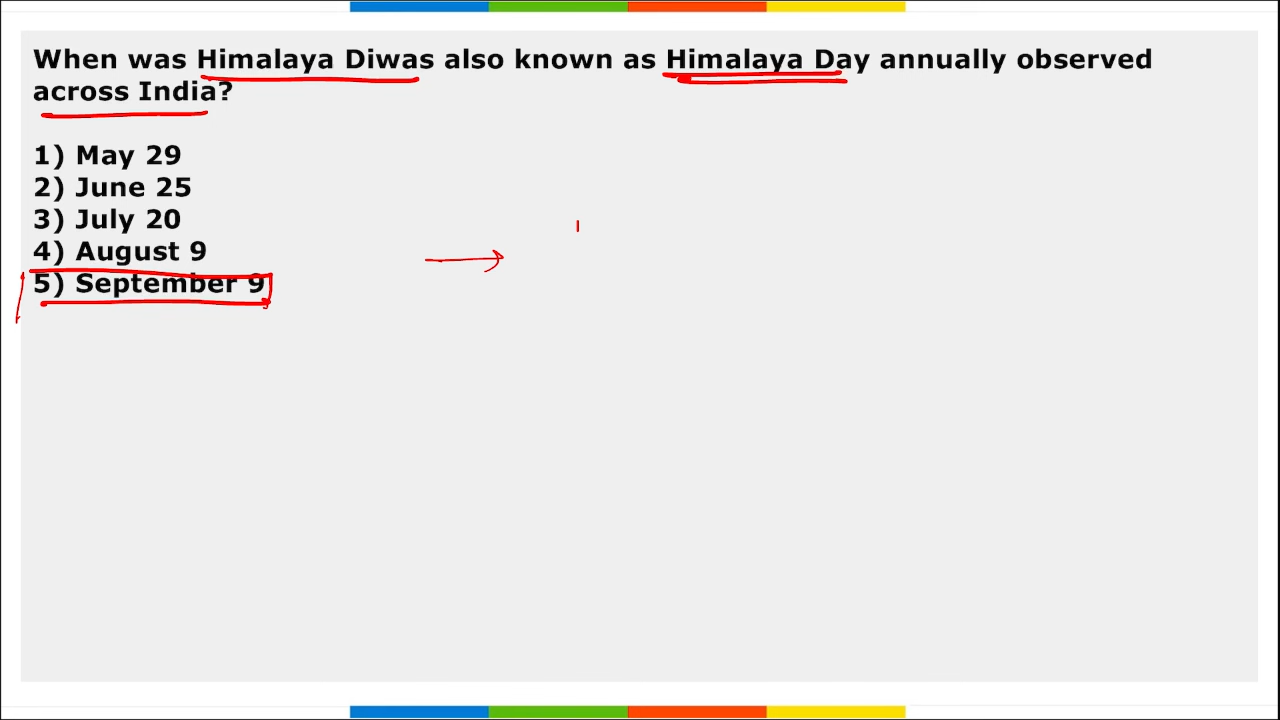 When was Himalaya Diwas also known as Himalaya Day annually observed
across India?
1) May 29
2) June 25
3) July 20
4) August 9
5) September 9